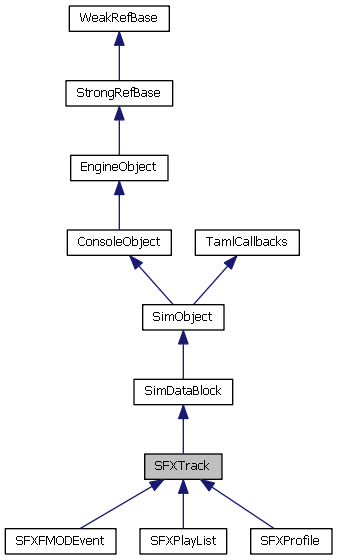 WeakRefBase
StrongRefBase
EngineObject
ConsoleObject
TamlCallbacks
SimObject
SimDataBlock
SFXTrack
SFXFMODEvent
SFXPlayList
SFXProfile